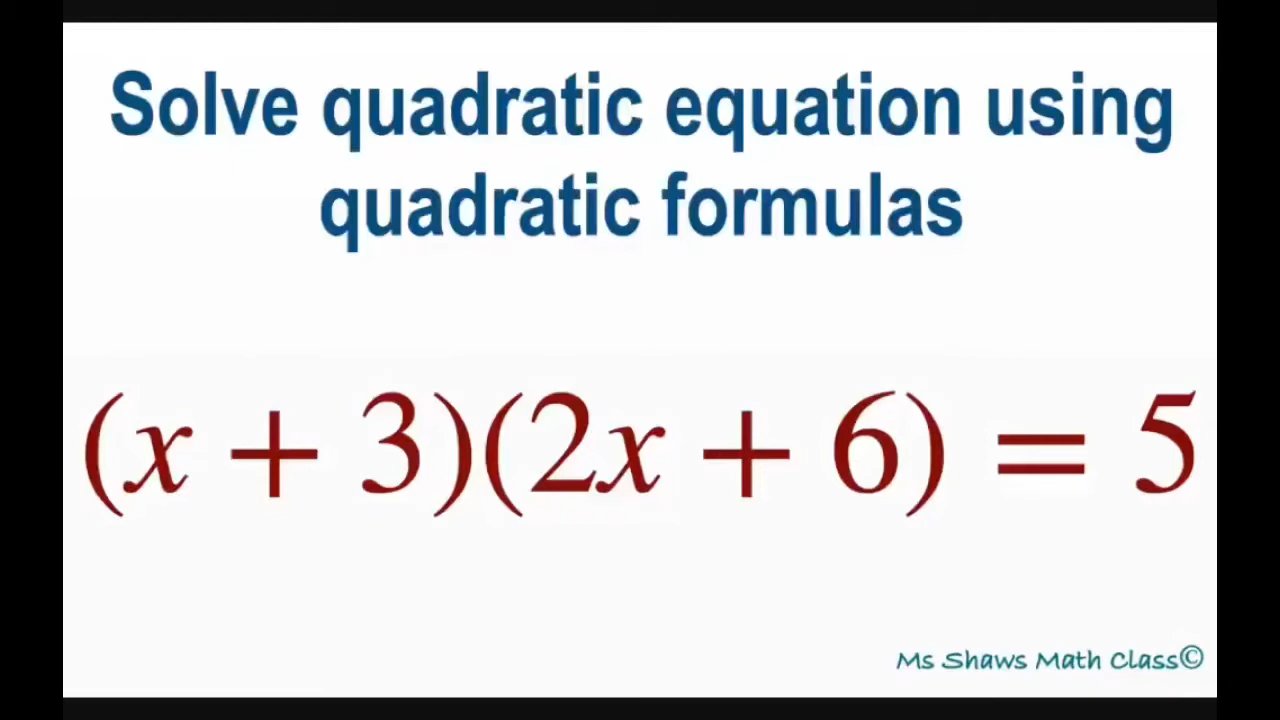 Solve quadratic equation using
quadratic formulas
(x + 3)(2x + 6) = 5
Ms Shaws Math Class©